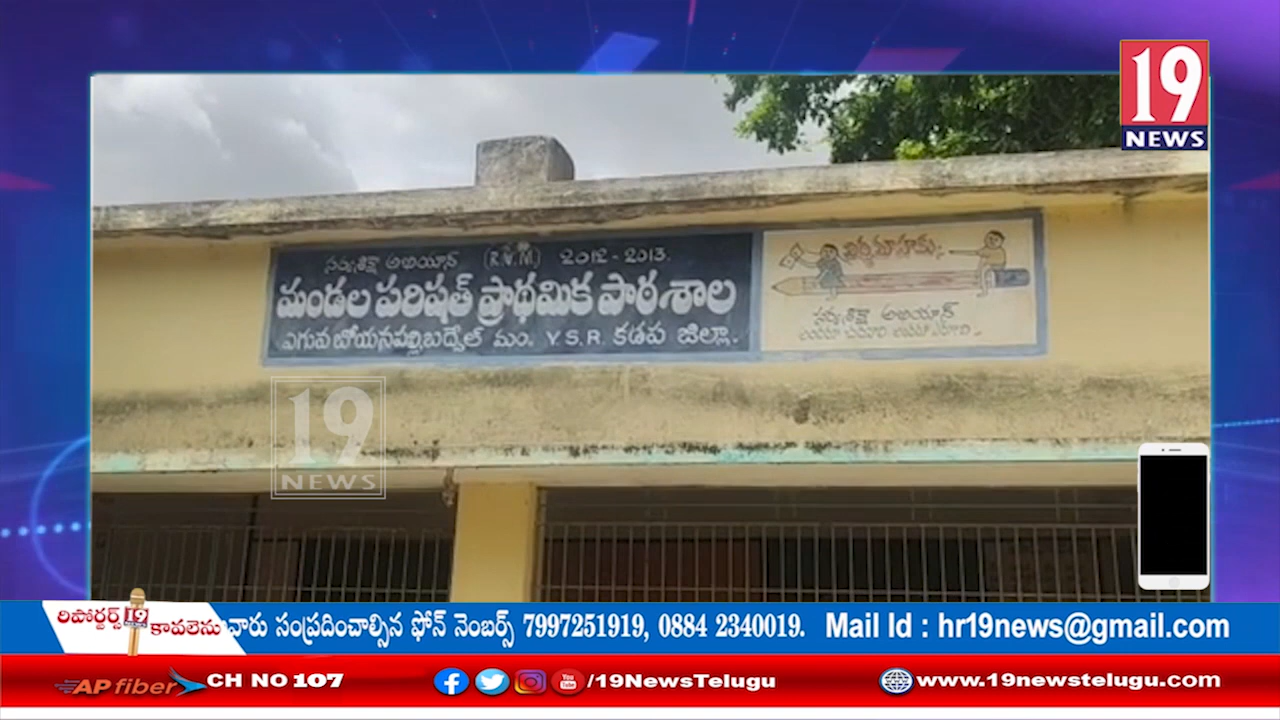 19
NEWS
సర్వశిక్షా అభియాన్ (R.V.M) 2012-2013.
మండల పరిషత్ ప్రాథమిక పాఠశాల
ఎగువ బోయనపల్లి బద్వేల్ మం. Y.S.R. కడప జిల్లా.
సర్వశిక్షా అభియాన్
19
NEWS
రిపోర్టర్స్ 19 కావలెను
వారు సంప్రదించాల్సిన ఫోన్ నెంబర్స్ 7997251919, 0884 2340019. Mail Id : hr19news@gmail.com
AP fiber CH NO 107 /19NewsTelugu www.19newstelugu.com